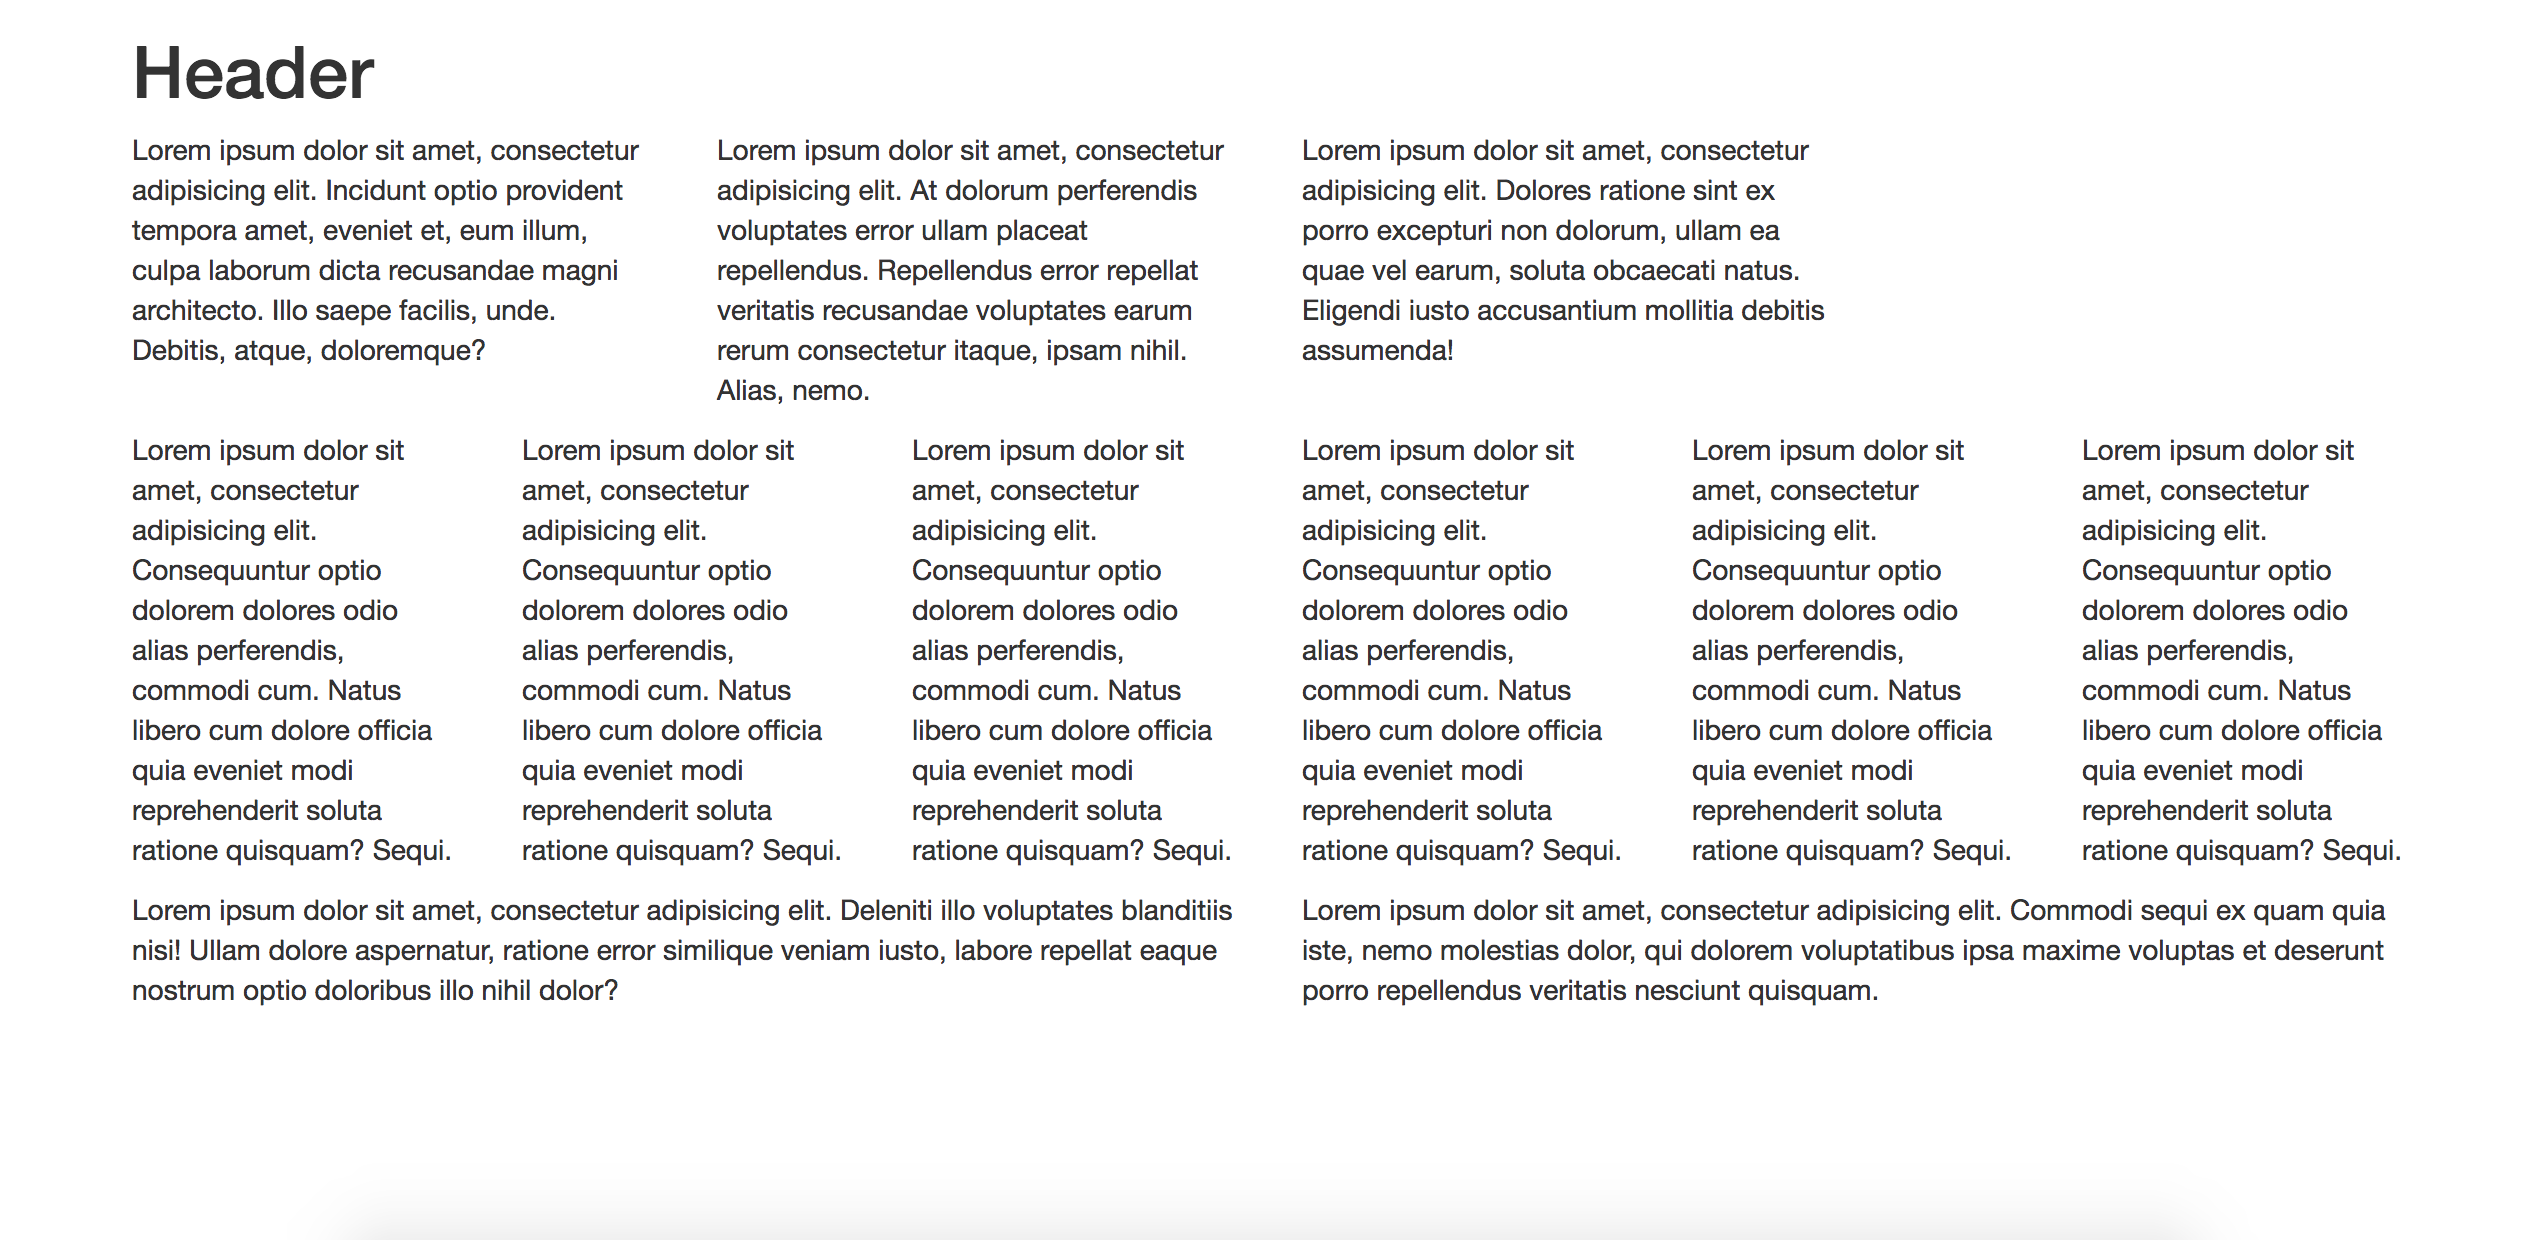 Header
Lorem ipsum dolor sit amet, consectetur
adipisicing elit. Incidunt optio provident
tempora amet, eveniet et, eum illum,
culpa laborum dicta recusandae magni
architecto. Illo saepe facilis, unde.
Debitis, atque, doloremque?
Lorem ipsum dolor sit amet, consectetur
adipisicing elit. At dolorum perferendis
voluptates error ullam placeat
repellendus. Repellendus error repellat
veritatis recusandae voluptates earum
rerum consectetur itaque, ipsam nihil.
Alias, nemo.
Lorem ipsum dolor sit amet, consectetur
adipisicing elit. Dolores ratione sint ex
porro excepturi non dolorum, ullam ea
quae vel earum, soluta obcaecati natus.
Eligendi iusto accusantium mollitia debitis
assumenda!
Lorem ipsum dolor sit
amet, consectetur
adipisicing elit.
Consequuntur optio
dolorem dolores odio
alias perferendis,
commodi cum. Natus
libero cum dolore officia
quia eveniet modi
reprehenderit soluta
ratione quisquam? Sequi.
Lorem ipsum dolor sit
amet, consectetur
adipisicing elit.
Consequuntur optio
dolorem dolores odio
alias perferendis,
commodi cum. Natus
libero cum dolore officia
quia eveniet modi
reprehenderit soluta
ratione quisquam? Sequi.
Lorem ipsum dolor sit
amet, consectetur
adipisicing elit.
Consequuntur optio
dolorem dolores odio
alias perferendis,
commodi cum. Natus
libero cum dolore officia
quia eveniet modi
reprehenderit soluta
ratione quisquam? Sequi.
Lorem ipsum dolor sit
amet, consectetur
adipisicing elit.
Consequuntur optio
dolorem dolores odio
alias perferendis,
commodi cum. Natus
libero cum dolore officia
quia eveniet modi
reprehenderit soluta
ratione quisquam? Sequi.
Lorem ipsum dolor sit
amet, consectetur
adipisicing elit.
Consequuntur optio
dolorem dolores odio
alias perferendis,
commodi cum. Natus
libero cum dolore officia
quia eveniet modi
reprehenderit soluta
ratione quisquam? Sequi.
Lorem ipsum dolor sit
amet, consectetur
adipisicing elit.
Consequuntur optio
dolorem dolores odio
alias perferendis,
commodi cum. Natus
libero cum dolore officia
quia eveniet modi
reprehenderit soluta
ratione quisquam? Sequi.
Lorem ipsum dolor sit amet, consectetur adipisicing elit. Deleniti illo voluptates blanditiis
nisi! Ullam dolore aspernatur, ratione error similique veniam iusto, labore repellat eaque
nostrum optio doloribus illo nihil dolor?
Lorem ipsum dolor sit amet, consectetur adipisicing elit. Commodi sequi ex quam quia
iste, nemo molestias dolor, qui dolorem voluptatibus ipsa maxime voluptas et deserunt
porro repellendus veritatis nesciunt quisquam.